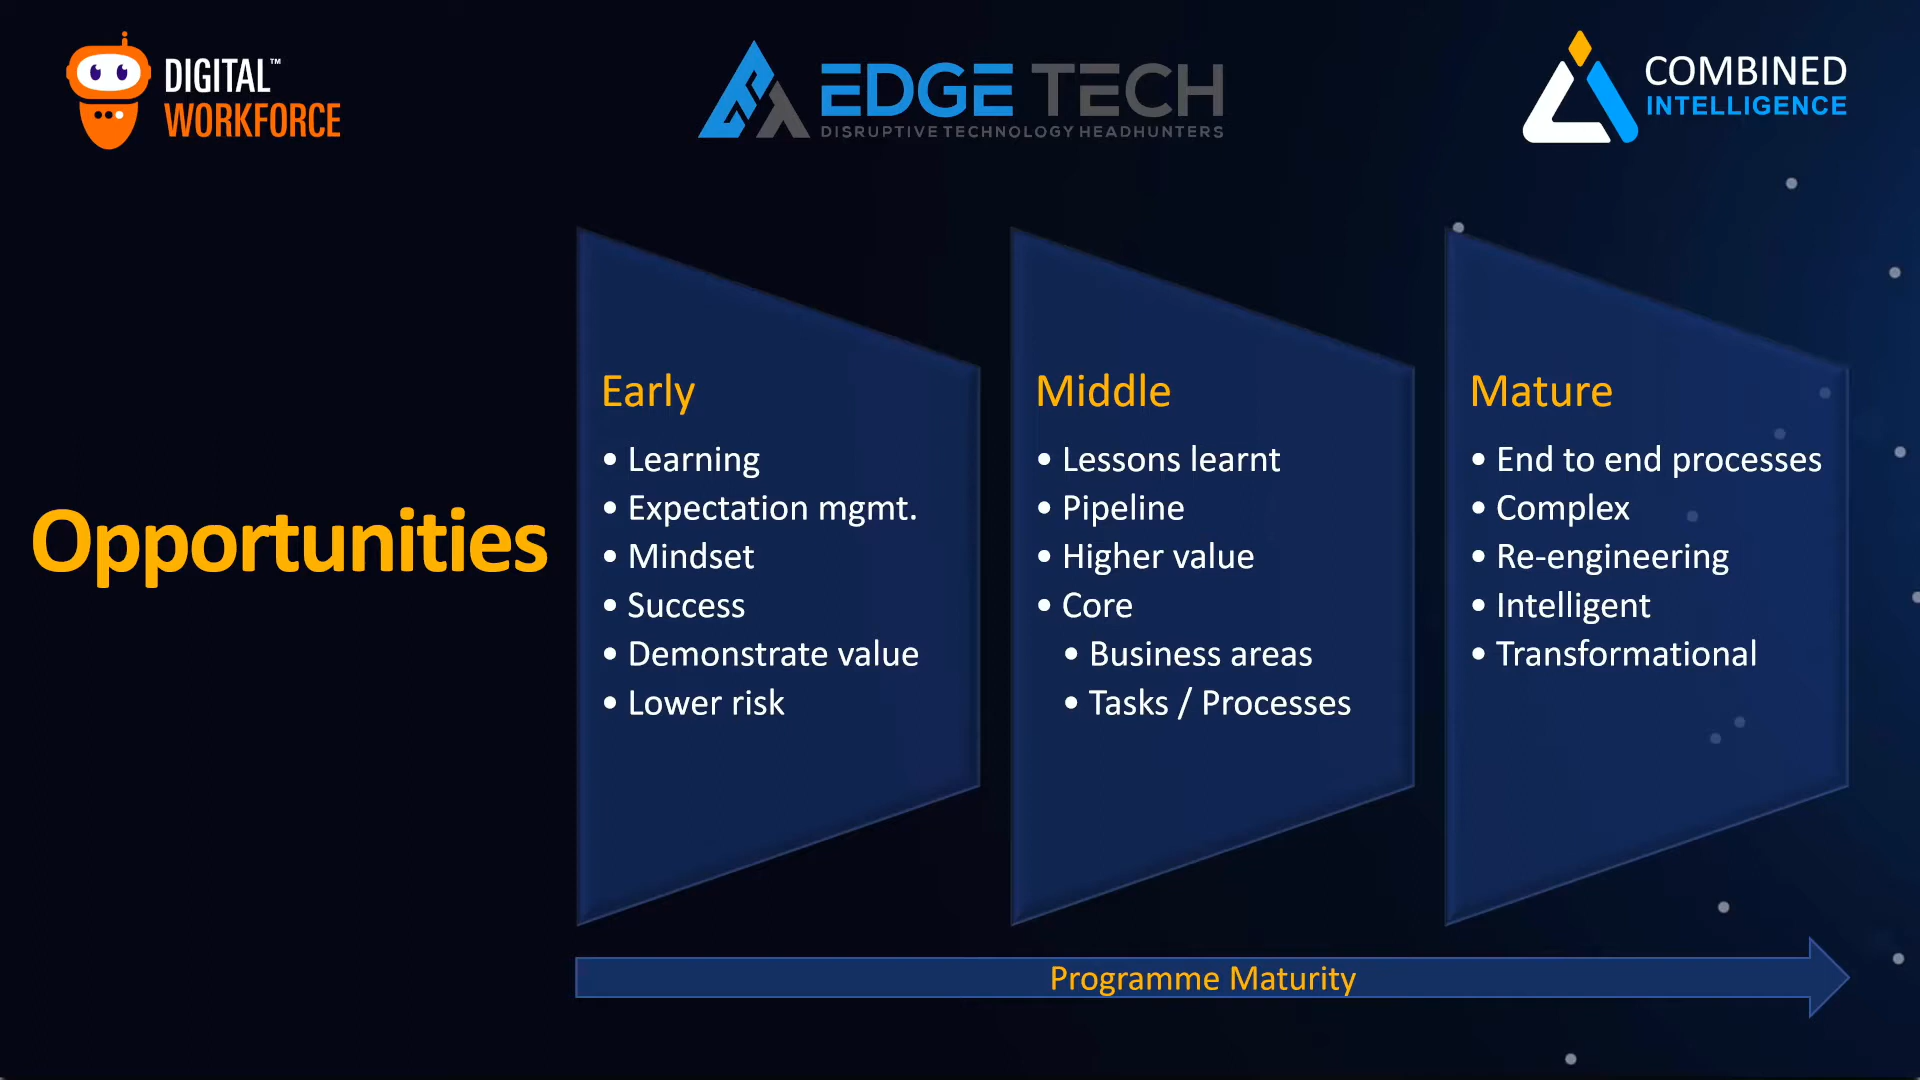 DIGITAL™
WORKFORCE
EDGE TECH
DISRUPTIVE TECHNOLOGY HEADHUNTERS
COMBINED
INTELLIGENCE
Opportunities
Early
• Learning
• Expectation mgmt.
• Mindset
• Success
• Demonstrate value
• Lower risk
Middle
• Lessons learnt
• Pipeline
• Higher value
• Core
• Business areas
• Tasks / Processes
Mature
• End to end processes
• Complex
• Re-engineering
• Intelligent
• Transformational
Programme Maturity